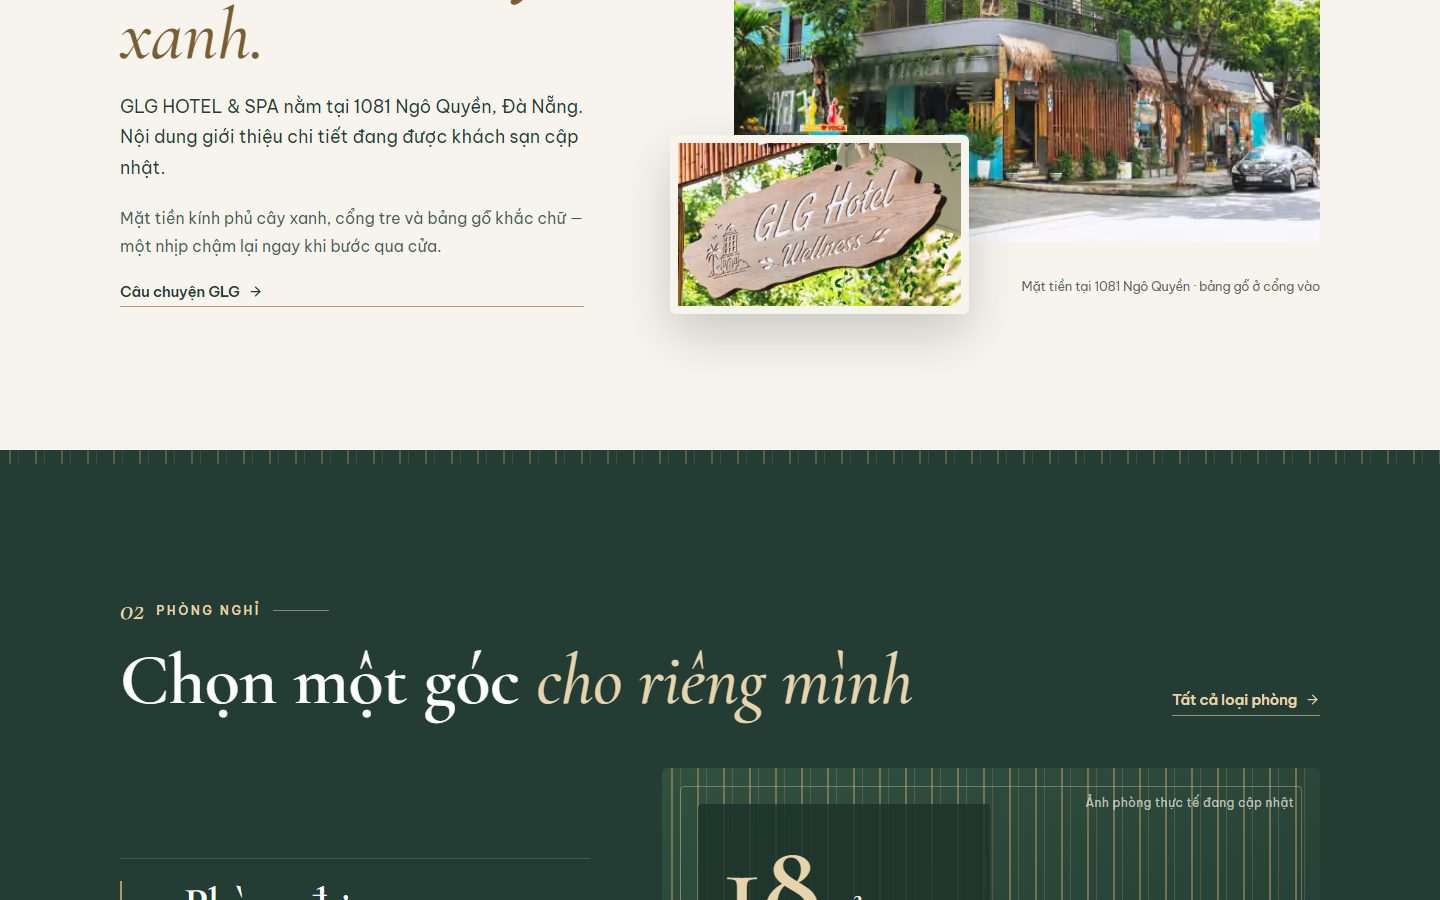 xanh.
GLG HOTEL & SPA nằm tại 1081 Ngô Quyền, Đà Nẵng.
Nội dung giới thiệu chi tiết đang được khách sạn cập
nhật.
Mặt tiền kính phủ cây xanh, cổng tre và bảng gỗ khắc chữ —
một nhịp chậm lại ngay khi bước qua cửa.
Câu chuyện GLG →
YOGA
GLG Hotel
Wellness
Mặt tiền tại 1081 Ngô Quyền · bảng gỗ ở cổng vào
02 PHÒNG NGHỈ
Chọn một góc cho riêng mình
Tất cả loại phòng →
Ảnh phòng thực tế đang cập nhật
18